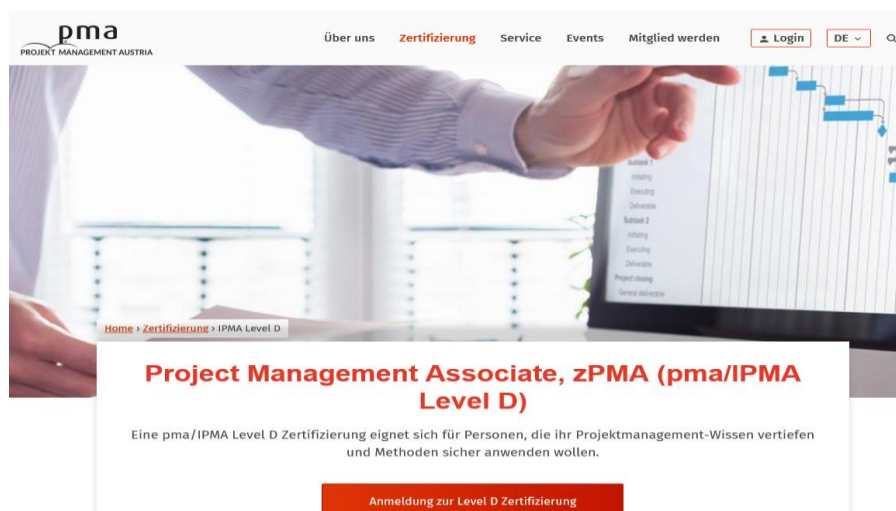 pma
PROJEKT MANAGEMENT AUSTRIA
Über uns Zertifizierung Service Events Mitglied werden Login DE
Subtask 1
Initiating
Executing
Deliverable
Subtask 2
Initiating
Executing
Deliverable
Project closing
General deliverable
11
Home › Zertifizierung › IPMA Level D
Project Management Associate, zPMA (pma/IPMA
Level D)
Eine pma/IPMA Level D Zertifizierung eignet sich für Personen, die ihr Projektmanagement-Wissen vertiefen
und Methoden sicher anwenden wollen.
Anmeldung zur Level D Zertifizierung